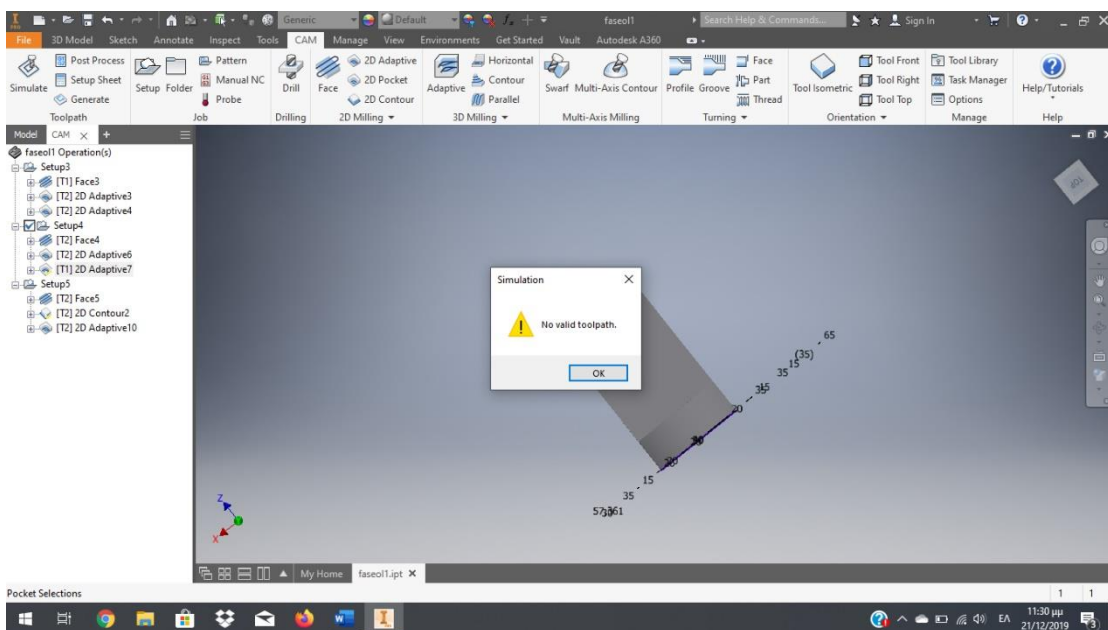 Generic
Default
faseol1
Search Help & Commands...
Sign In
File 3D Model Sketch Annotate Inspect Tools CAM Manage View Environments Get Started Vault Autodesk A360
Simulate
Post Process
Setup Sheet
Generate
Toolpath
Setup Folder
Pattern
Manual NC
Probe
Job
Drill
Drilling
Face
2D Adaptive
2D Pocket
2D Contour
2D Milling
Adaptive
Horizontal
Contour
Parallel
3D Milling
Swarf Multi-Axis Contour
Multi-Axis Milling
Profile Groove
Face
Part
Thread
Turning
Tool Isometric
Tool Front
Tool Right
Tool Top
Orientation
Tool Library
Task Manager
Options
Manage
Help/Tutorials
Help
Model CAM
faseol1 Operation(s)
Setup3
[T1] Face3
[T2] 2D Adaptive3
[T2] 2D Adaptive4
Setup4
[T2] Face4
[T2] 2D Adaptive6
[T1] 2D Adaptive7
Setup5
[T2] Face5
[T2] 2D Contour2
[T2] 2D Adaptive10
TOP
Simulation
No valid toolpath.
OK
65
(35)
15
35
20
15
35
Z
X
My Home faseol1.ipt
Pocket Selections
1 1
ΕΛ
11:30 μμ
21/12/2019